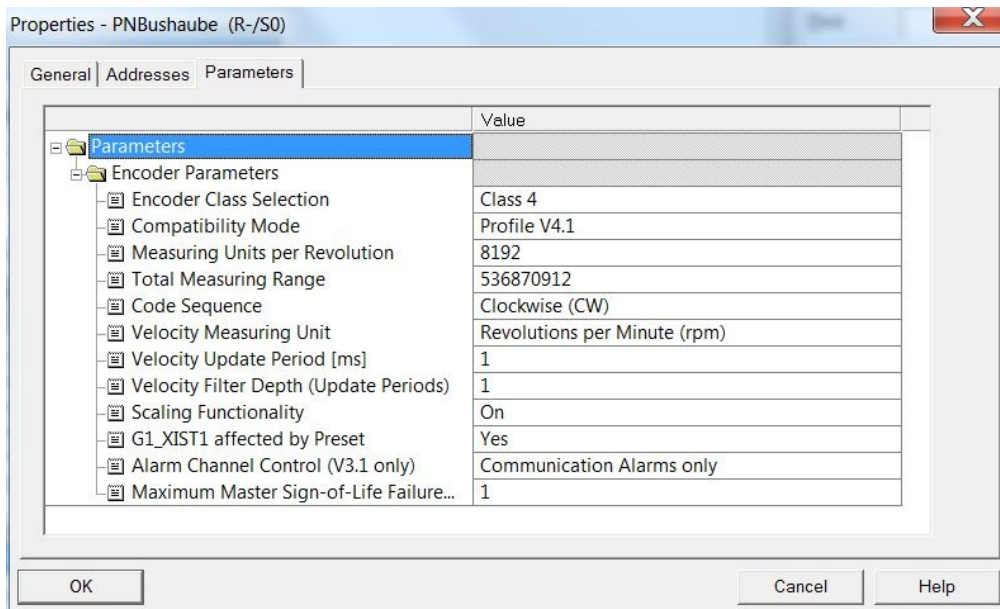 Properties - PNBushaube (R-/S0)
General Addresses Parameters
Value
Parameters
Encoder Parameters
Encoder Class Selection Class 4
Compatibility Mode Profile V4.1
Measuring Units per Revolution 8192
Total Measuring Range 536870912
Code Sequence Clockwise (CW)
Velocity Measuring Unit Revolutions per Minute (rpm)
Velocity Update Period [ms] 1
Velocity Filter Depth (Update Periods) 1
Scaling Functionality On
G1_XIST1 affected by Preset Yes
Alarm Channel Control (V3.1 only) Communication Alarms only
Maximum Master Sign-of-Life Failure... 1
OK Cancel Help